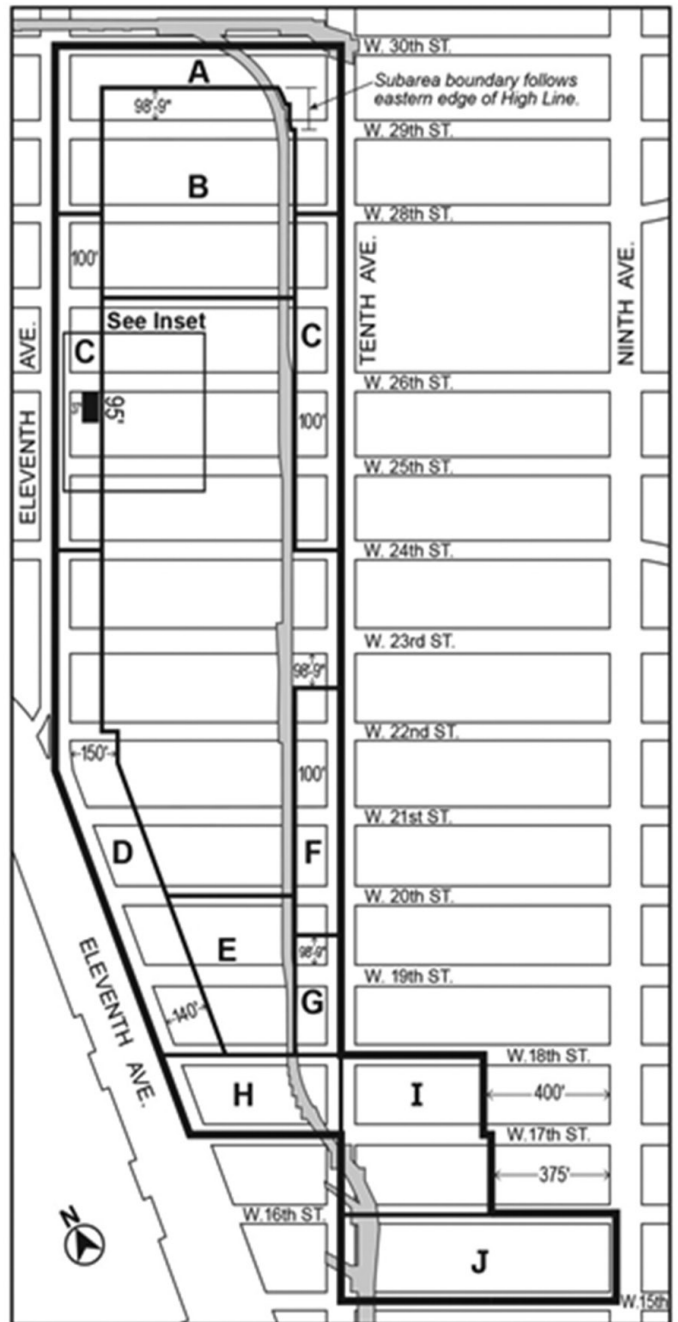 W. 30th ST.
A
Subarea boundary follows
eastern edge of High Line.
98'-9"
W. 29th ST.
B
W. 28th ST.
100'
TENTH AVE.
NINTH AVE.
See Inset
ELEVENTH AVE.
C
C
W. 26th ST.
95'
100'
W. 25th ST.
W. 24th ST.
W. 23rd ST.
98'-9"
W. 22nd ST.
150'
100'
W. 21st ST.
D
F
W. 20th ST.
E
98'-9"
W. 19th ST.
ELEVENTH AVE.
140'
G
W.18th ST.
H
I
400'
W.17th ST.
375'
W.16th ST.
N
J
W.15th